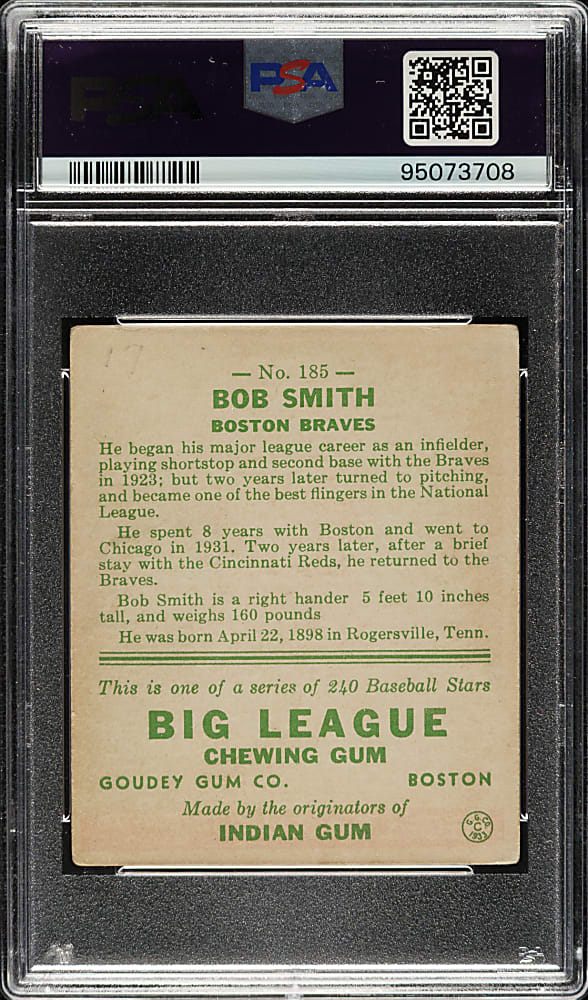 PSA
PSA
95073708
17
— No. 185 —
BOB SMITH
BOSTON BRAVES
He began his major league career as an infielder,
playing shortstop and second base with the Braves
in 1923; but two years later turned to pitching,
and became one of the best flingers in the National
League.
He spent 8 years with Boston and went to
Chicago in 1931. Two years later, after a brief
stay with the Cincinnati Reds, he returned to the
Braves.
Bob Smith is a right hander 5 feet 10 inches
tall, and weighs 160 pounds
He was born April 22, 1898 in Rogersville, Tenn.
This is one of a series of 240 Baseball Stars
BIG LEAGUE
CHEWING GUM
GOUDEY GUM CO. BOSTON
Made by the originators of
INDIAN GUM
G.G.CO.
C
1933